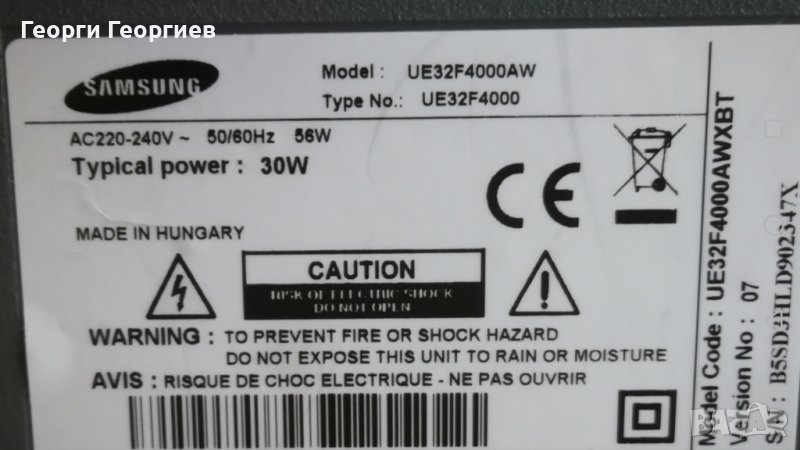 Георги Георгиев
SAMSUNG
Model : UE32F4000AW
Type No.: UE32F4000
AC220-240V ~ 50/60Hz 56W
Typical power : 30W
MADE IN HUNGARY
CAUTION
RISK OF ELECTRIC SHOCK
DO NOT OPEN
WARNING : TO PREVENT FIRE OR SHOCK HAZARD
DO NOT EXPOSE THIS UNIT TO RAIN OR MOISTURE
AVIS : RISQUE DE CHOC ELECTRIQUE - NE PAS OUVRIR
Model Code : UE32F4000AWXBT
Version No : 07
S/N :